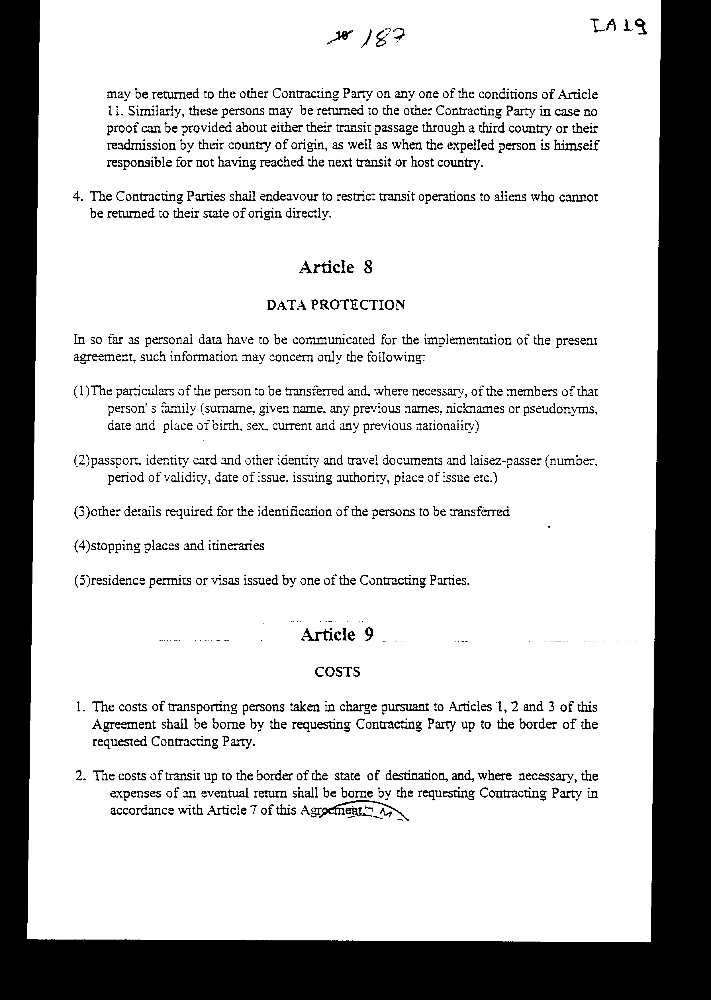 IA19
19 187
may be returned to the other Contracting Party on any one of the conditions of Article
11. Similarly, these persons may be returned to the other Contracting Party in case no
proof can be provided about either their transit passage through a third country or their
readmission by their country of origin, as well as when the expelled person is himself
responsible for not having reached the next transit or host country.
4. The Contracting Parties shall endeavour to restrict transit operations to aliens who cannot
be returned to their state of origin directly.
Article 8
DATA PROTECTION
In so far as personal data have to be communicated for the implementation of the present
agreement, such information may concern only the following:
(1)The particulars of the person to be transferred and, where necessary, of the members of that
person' s family (surname, given name, any previous names, nicknames or pseudonyms,
date and place of birth, sex, current and any previous nationality)
(2)passport, identity card and other identity and travel documents and laisez-passer (number,
period of validity, date of issue, issuing authority, place of issue etc.)
(3)other details required for the identification of the persons to be transferred
(4)stopping places and itineraries
(5)residence permits or visas issued by one of the Contracting Parties.
Article 9
COSTS
1. The costs of transporting persons taken in charge pursuant to Articles 1, 2 and 3 of this
Agreement shall be borne by the requesting Contracting Party up to the border of the
requested Contracting Party.
2. The costs of transit up to the border of the state of destination, and, where necessary, the
expenses of an eventual return shall be borne by the requesting Contracting Party in
accordance with Article 7 of this Agreement.